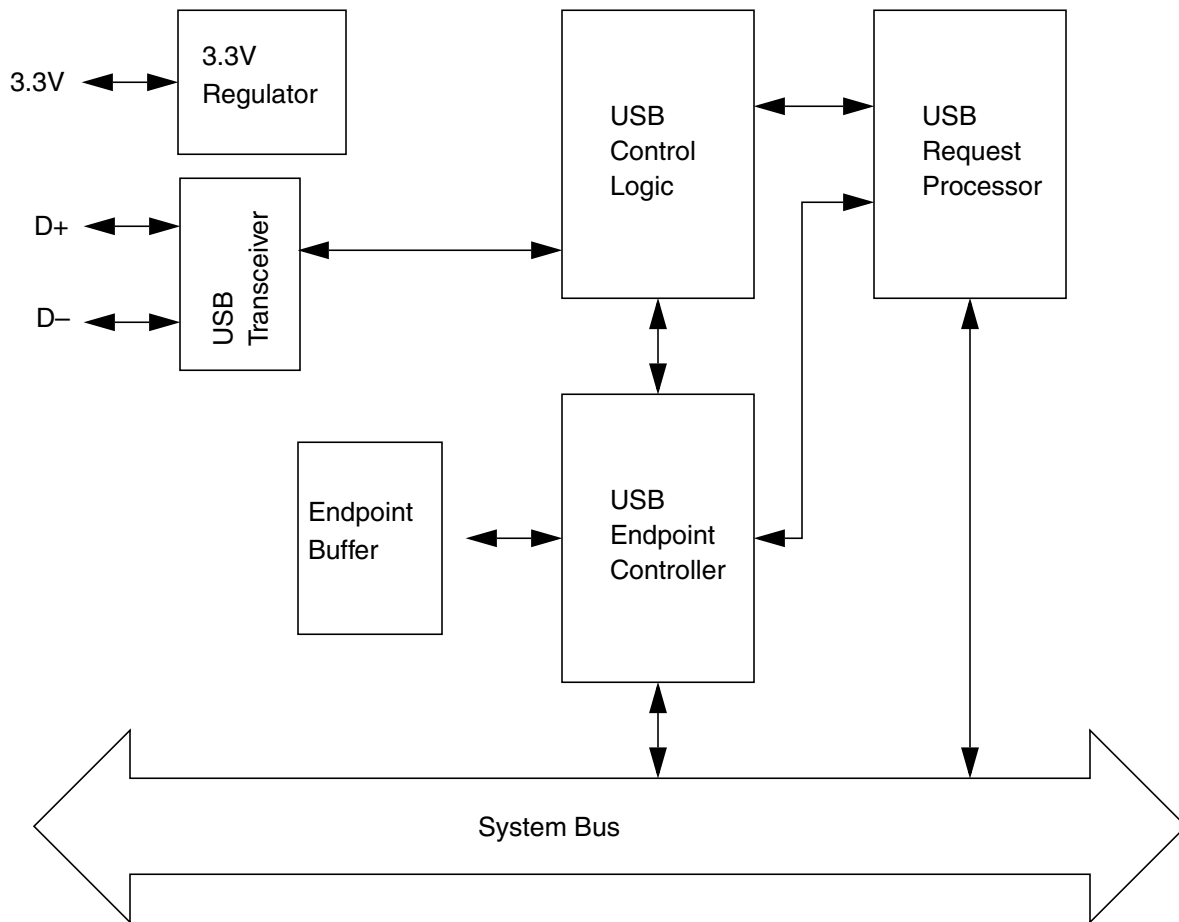 3.3V
3.3V
Regulator
D+
D–
USB
Transceiver
USB
Control
Logic
USB
Request
Processor
Endpoint
Buffer
USB
Endpoint
Controller
System Bus